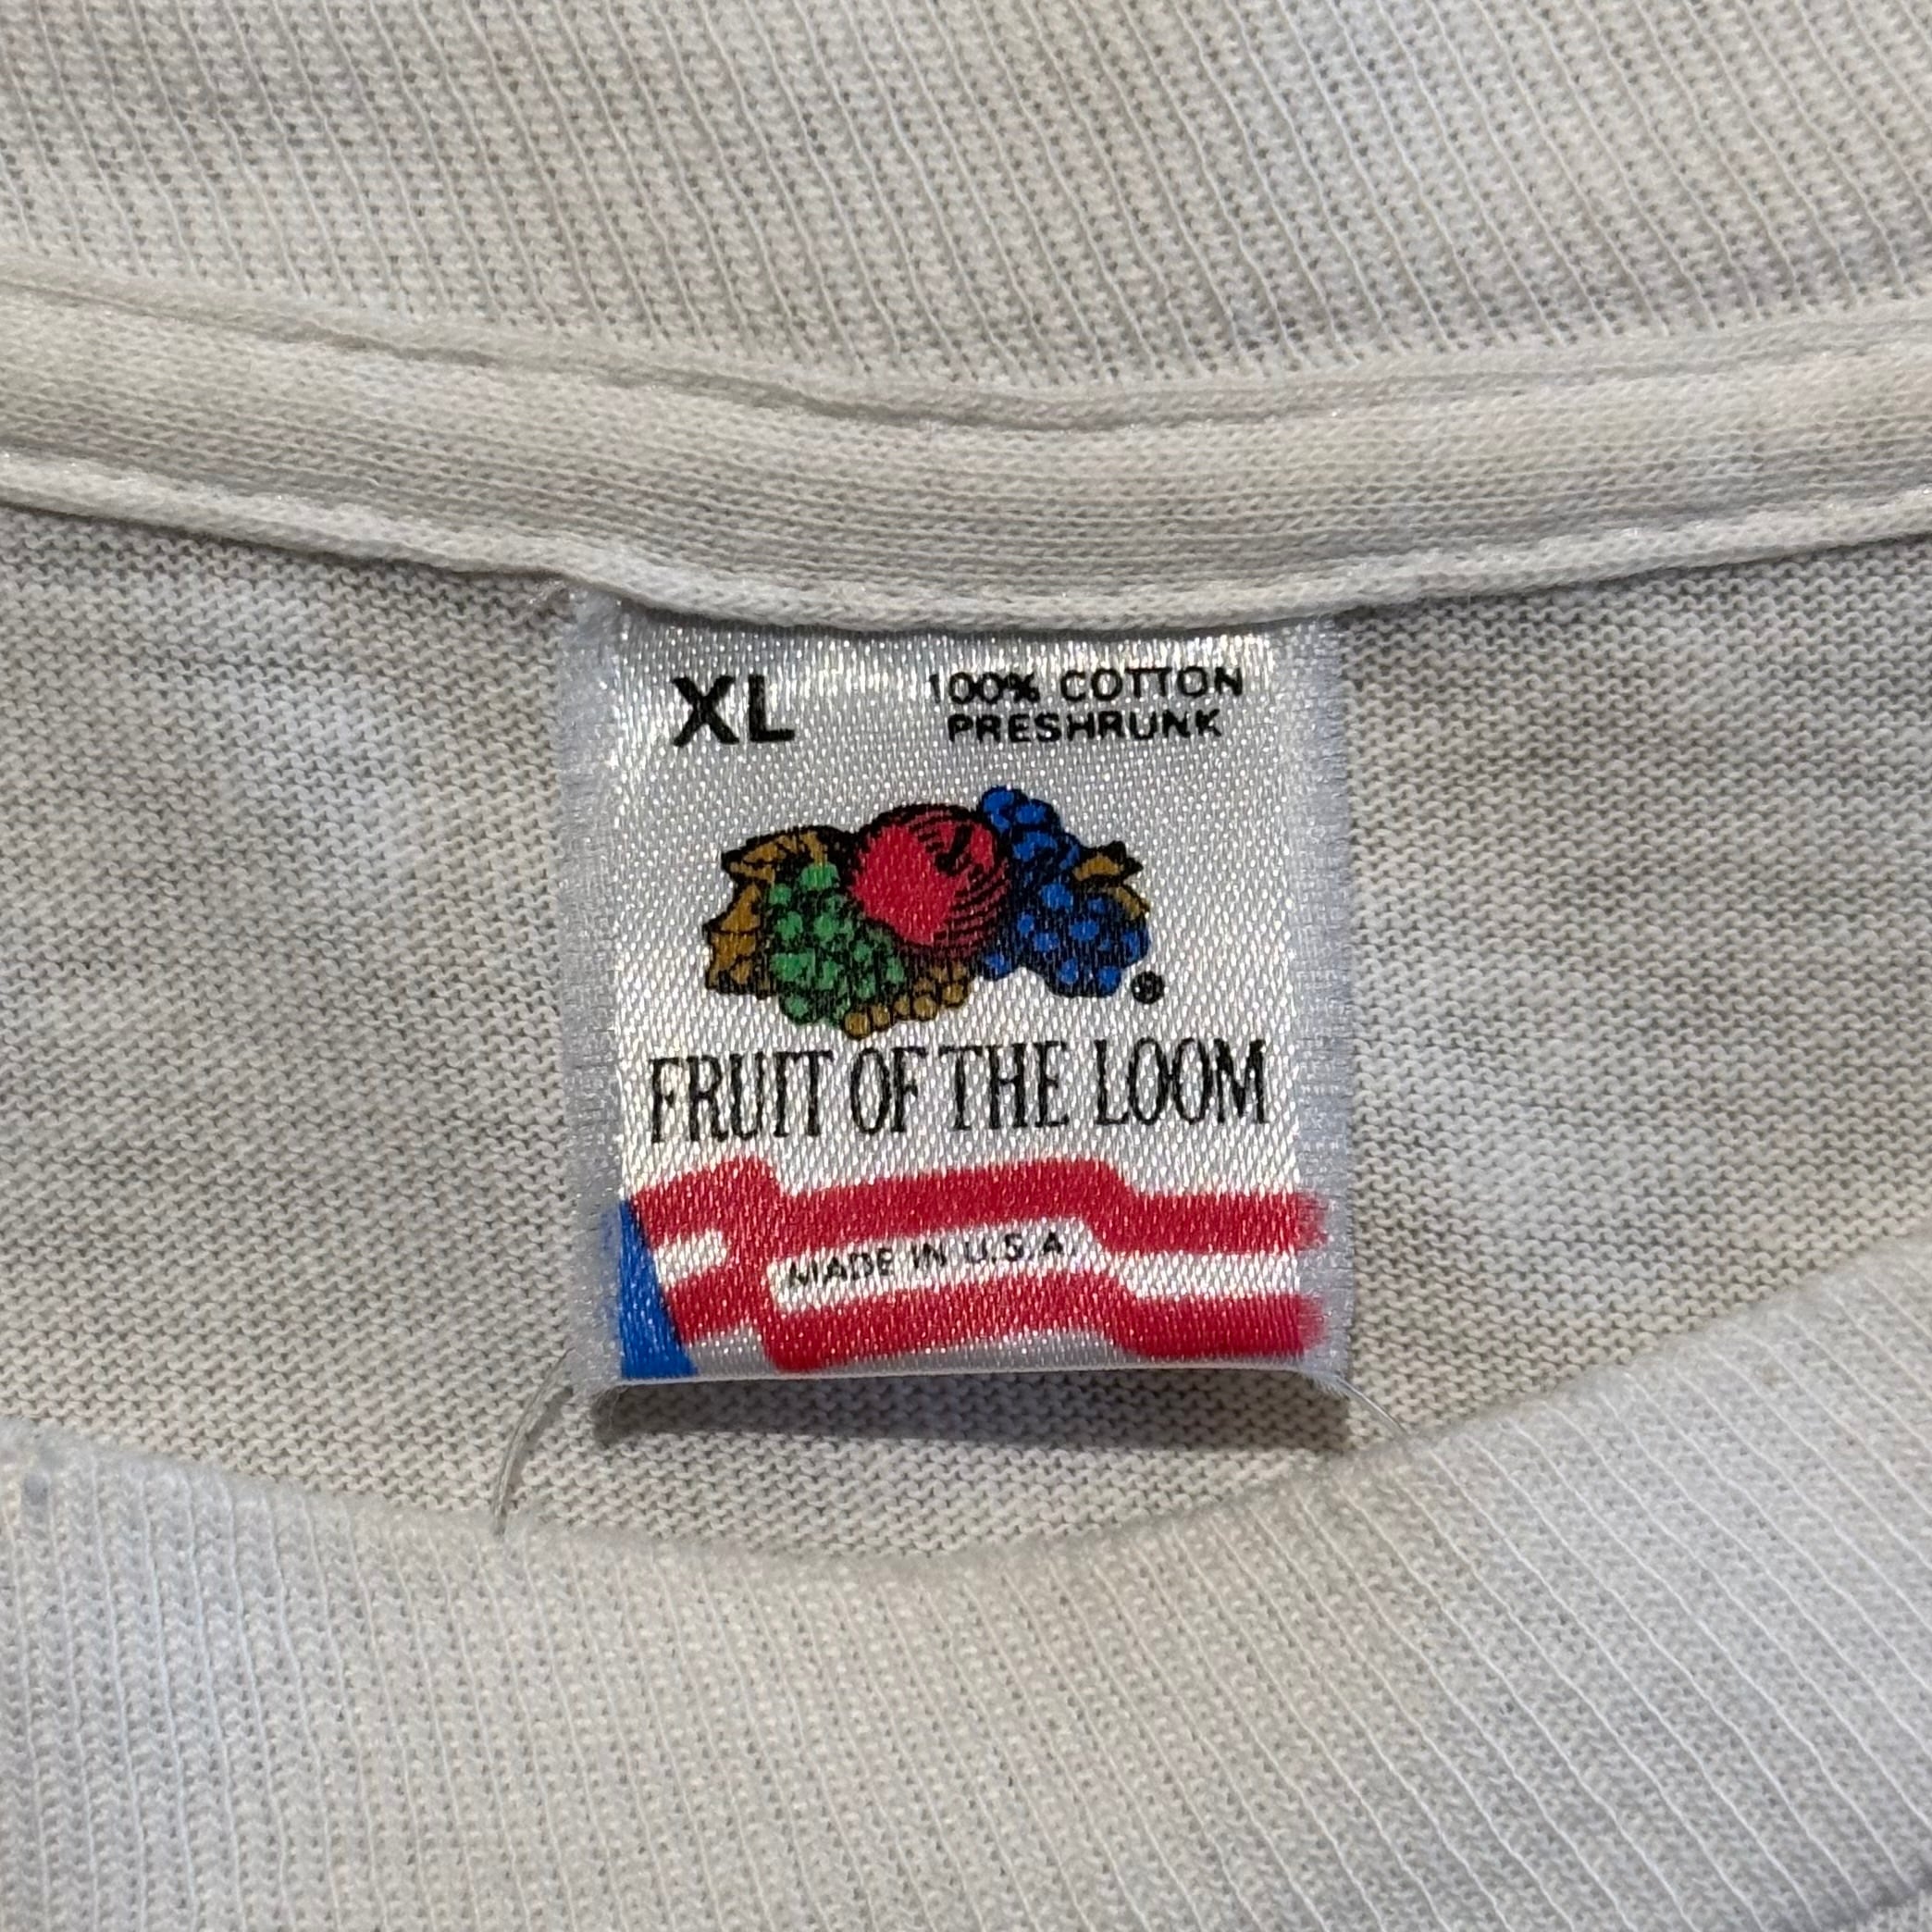 XL
100% COTTON
PRESHRUNK
®
FRUIT OF THE LOOM
MADE IN U.S.A.